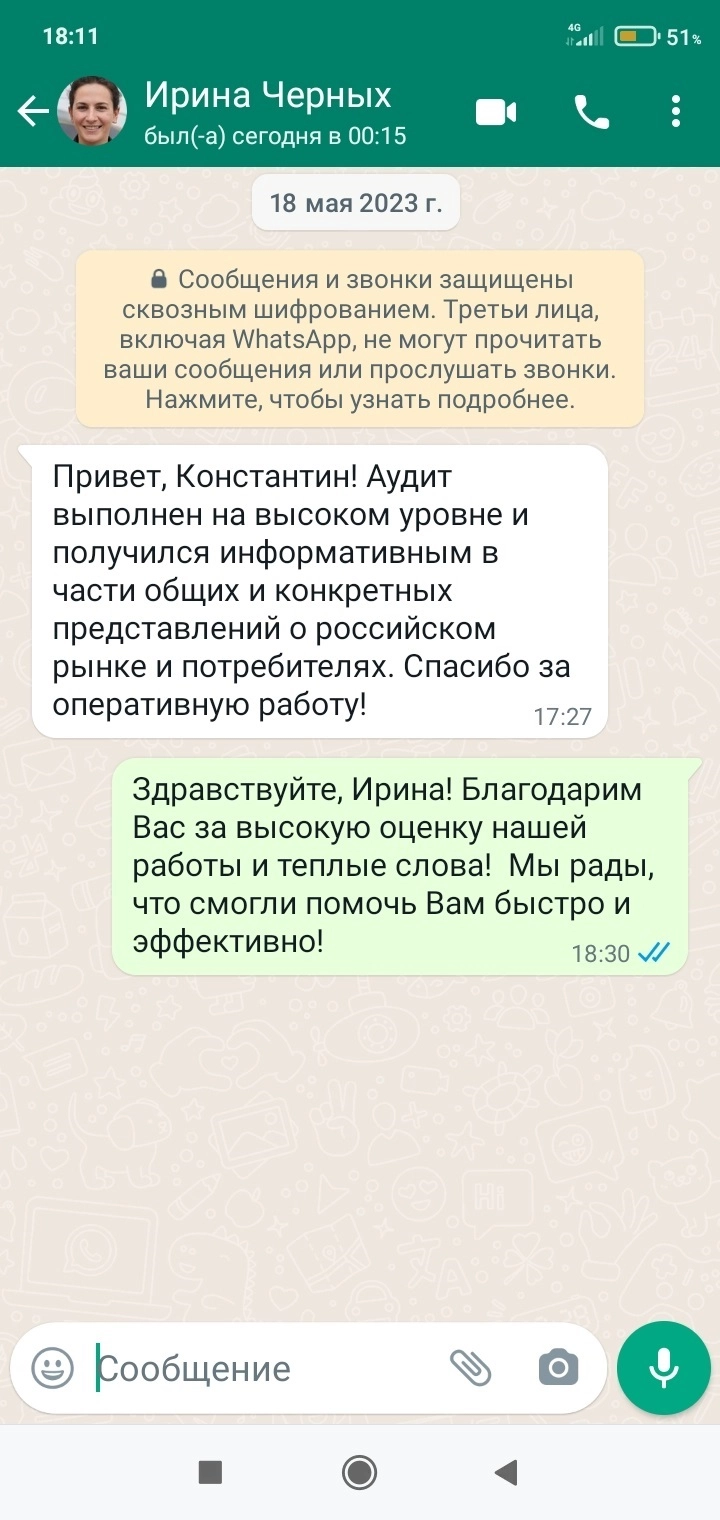 18:11
4G
51%
Ирина Черных
был(-а) сегодня в 00:15
18 мая 2023 г.
Сообщения и звонки защищены
сквозным шифрованием. Третьи лица,
включая WhatsApp, не могут прочитать
ваши сообщения или прослушать звонки.
Нажмите, чтобы узнать подробнее.
Привет, Константин! Аудит
выполнен на высоком уровне и
получился информативным в
части общих и конкретных
представлений о российском
рынке и потребителях. Спасибо за
оперативную работу!
17:27
Здравствуйте, Ирина! Благодарим
Вас за высокую оценку нашей
работы и теплые слова!  Мы рады,
что смогли помочь Вам быстро и
эффективно!
18:30
Hi
Сообщение